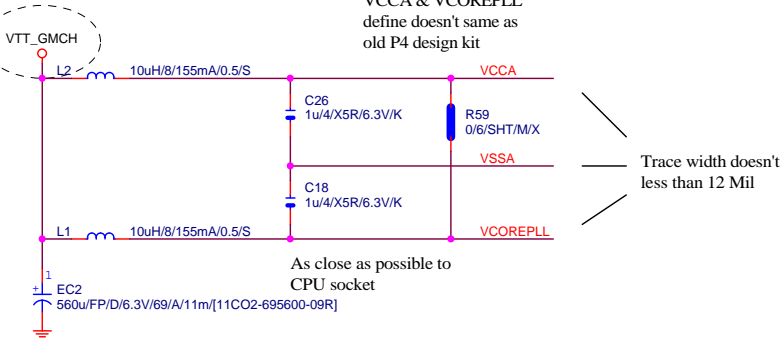 VCCA & VCOREPLL
define doesn't same as
old P4 design kit
VTT_GMCH
L2 10uH/8/155mA/0.5/S VCCA
C26
1u/4/X5R/6.3V/K
R59
0/6/SHT/M/X
VSSA
Trace width doesn't
less than 12 Mil
C18
1u/4/X5R/6.3V/K
L1 10uH/8/155mA/0.5/S VCOREPLL
As close as possible to
CPU socket
1
+
EC2
560u/FP/D/6.3V/69/A/11m/[11CO2-695600-09R]